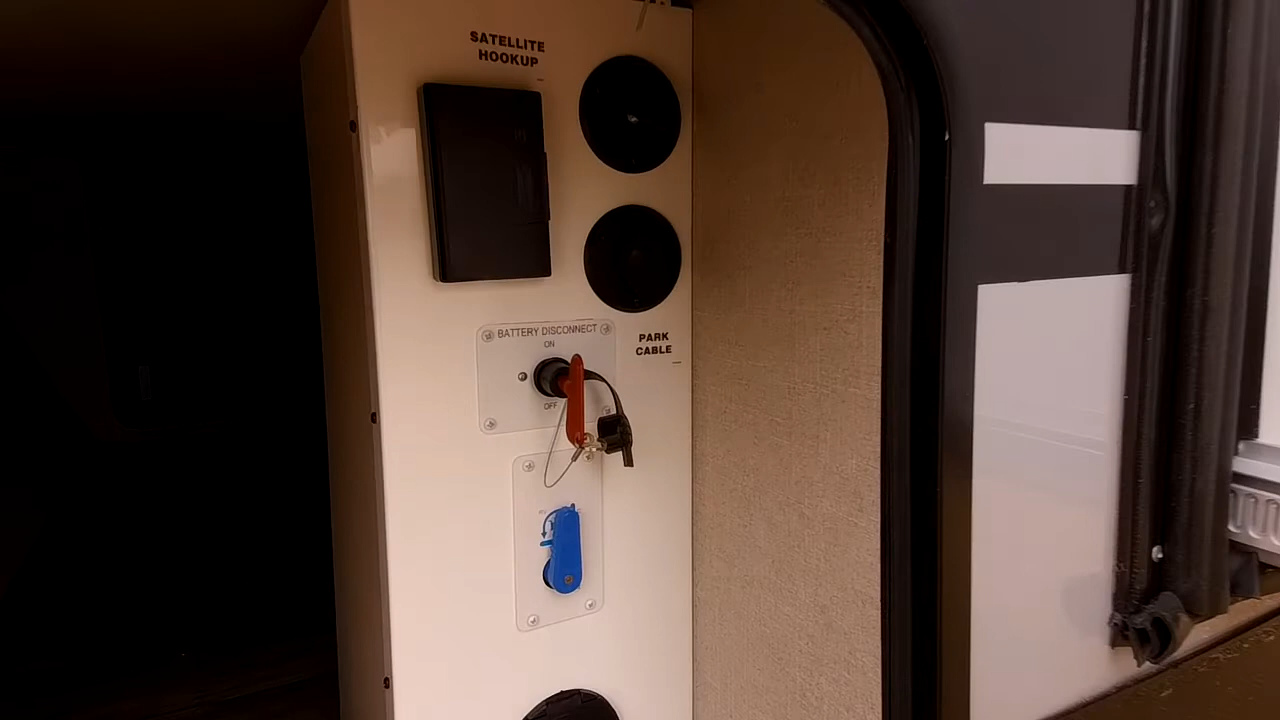 SATELLITE
HOOKUP
BATTERY DISCONNECT
ON
OFF
PARK
CABLE